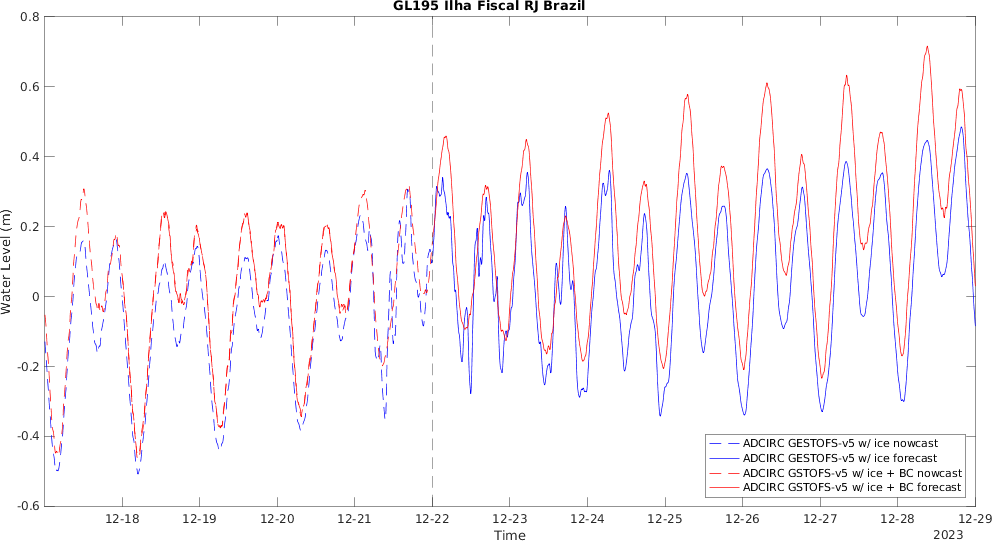 GL195 Ilha Fiscal RJ Brazil
0.8
0.6
0.4
0.2
0
-0.2
-0.4
-0.6
Water Level (m)
ADCIRC GESTOFS-v5 w/ ice nowcast
ADCIRC GESTOFS-v5 w/ ice forecast
ADCIRC GSTOFS-v5 w/ ice + BC nowcast
ADCIRC GSTOFS-v5 w/ ice + BC forecast
12-18 12-19 12-20 12-21 12-22 12-23 12-24 12-25 12-26 12-27 12-28 12-29
Time
2023